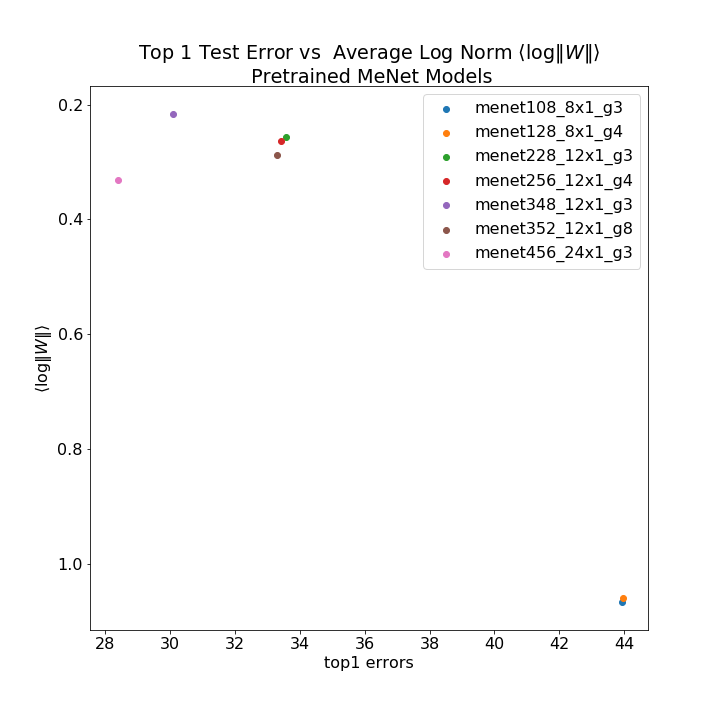 Top 1 Test Error vs  Average Log Norm ⟨log‖W‖⟩
Pretrained MeNet Models
menet108_8x1_g3
menet128_8x1_g4
menet228_12x1_g3
menet256_12x1_g4
menet348_12x1_g3
menet352_12x1_g8
menet456_24x1_g3
⟨log‖W‖⟩
0.2
0.4
0.6
0.8
1.0
28 30 32 34 36 38 40 42 44
top1 errors